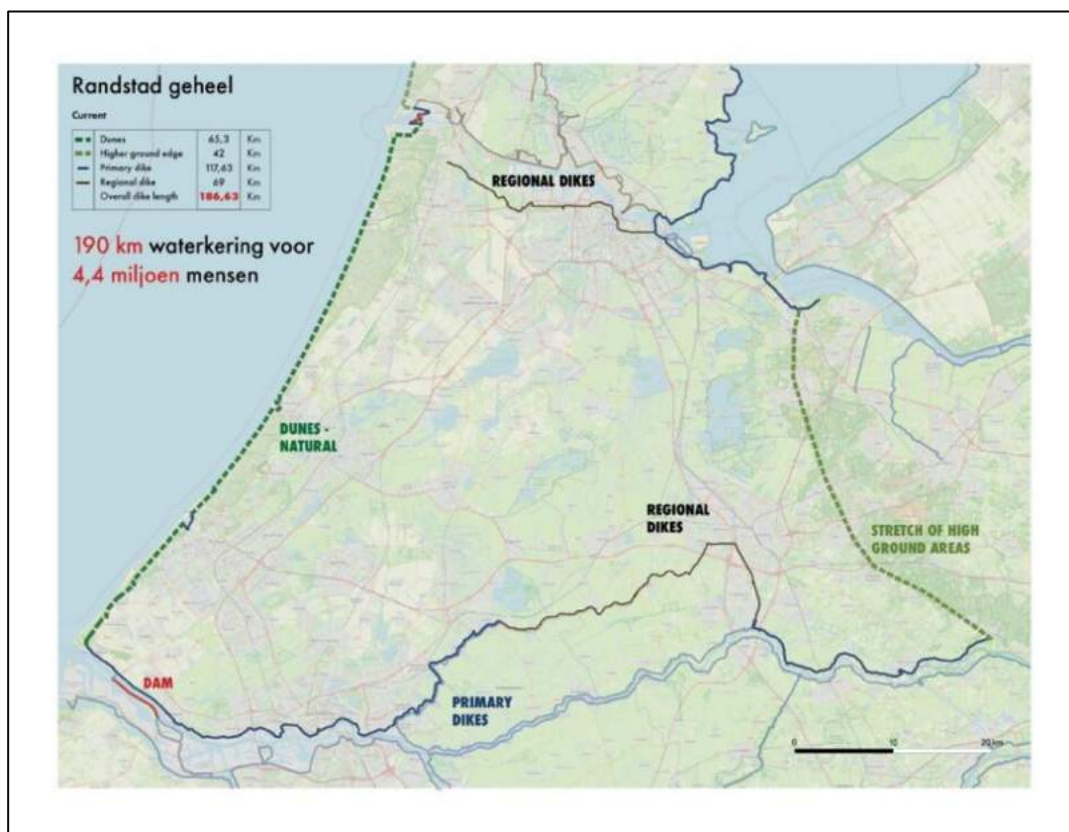 Randstad geheel
Current
Dunes 65,3 Km
Higher ground edge 42 Km
Primary dike 117,63 Km
Regional dike 69 Km
Overall dike length 186,63 Km
190 km waterkering voor
4,4 miljoen mensen
REGIONAL DIKES
DUNES -
NATURAL
REGIONAL
DIKES
STRETCH OF HIGH
GROUND AREAS
DAM
PRIMARY
DIKES
0 10 20 km